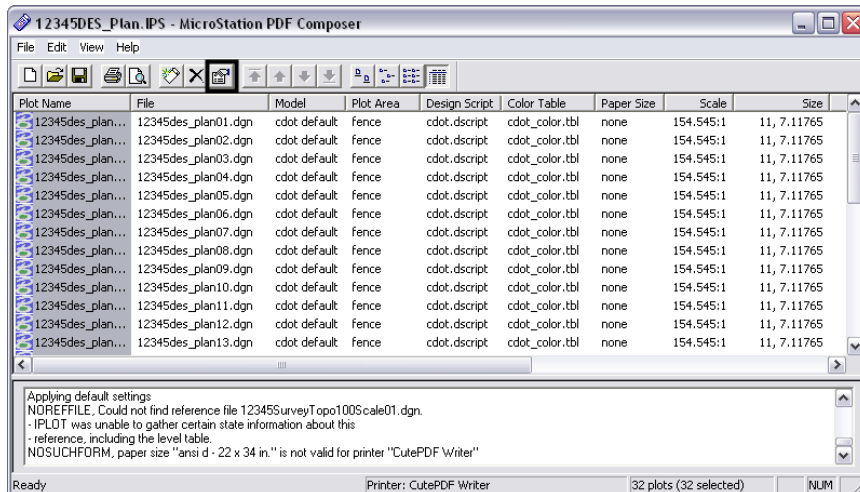 12345DES_Plan.IPS - MicroStation PDF Composer
File Edit View Help
Plot Name File Model Plot Area Design Script Color Table Paper Size Scale Size
12345des_plan... 12345des_plan01.dgn cdot default fence cdot.dscript cdot_color.tbl none 154.545:1 11, 7.11765
12345des_plan... 12345des_plan02.dgn cdot default fence cdot.dscript cdot_color.tbl none 154.545:1 11, 7.11765
12345des_plan... 12345des_plan03.dgn cdot default fence cdot.dscript cdot_color.tbl none 154.545:1 11, 7.11765
12345des_plan... 12345des_plan04.dgn cdot default fence cdot.dscript cdot_color.tbl none 154.545:1 11, 7.11765
12345des_plan... 12345des_plan05.dgn cdot default fence cdot.dscript cdot_color.tbl none 154.545:1 11, 7.11765
12345des_plan... 12345des_plan06.dgn cdot default fence cdot.dscript cdot_color.tbl none 154.545:1 11, 7.11765
12345des_plan... 12345des_plan07.dgn cdot default fence cdot.dscript cdot_color.tbl none 154.545:1 11, 7.11765
12345des_plan... 12345des_plan08.dgn cdot default fence cdot.dscript cdot_color.tbl none 154.545:1 11, 7.11765
12345des_plan... 12345des_plan09.dgn cdot default fence cdot.dscript cdot_color.tbl none 154.545:1 11, 7.11765
12345des_plan... 12345des_plan10.dgn cdot default fence cdot.dscript cdot_color.tbl none 154.545:1 11, 7.11765
12345des_plan... 12345des_plan11.dgn cdot default fence cdot.dscript cdot_color.tbl none 154.545:1 11, 7.11765
12345des_plan... 12345des_plan12.dgn cdot default fence cdot.dscript cdot_color.tbl none 154.545:1 11, 7.11765
12345des_plan... 12345des_plan13.dgn cdot default fence cdot.dscript cdot_color.tbl none 154.545:1 11, 7.11765
Applying default settings
NOREFFILE, Could not find reference file 12345SurveyTopo100Scale01.dgn.
- IPLOT was unable to gather certain state information about this
- reference, including the level table.
NOSUCHFORM, paper size "ansi d - 22 x 34 in." is not valid for printer "CutePDF Writer"
Ready Printer: CutePDF Writer 32 plots (32 selected) NUM